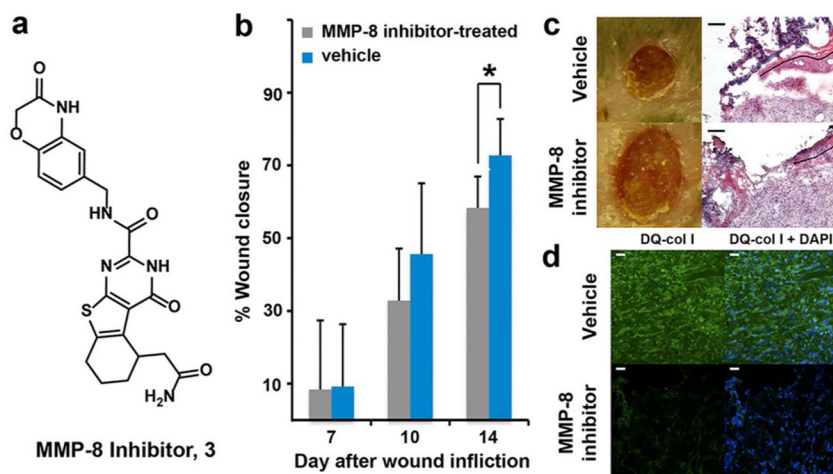 a
O
NH
O
NH
O
N
NH
O
S
O
H₂N
MMP-8 Inhibitor, 3
b
MMP-8 inhibitor-treated
vehicle
% Wound closure
90
70
50
30
10
*
7
10
14
Day after wound infliction
c
Vehicle
MMP-8
inhibitor
d
DQ-col I
DQ-col I + DAPI
Vehicle
MMP-8
inhibitor